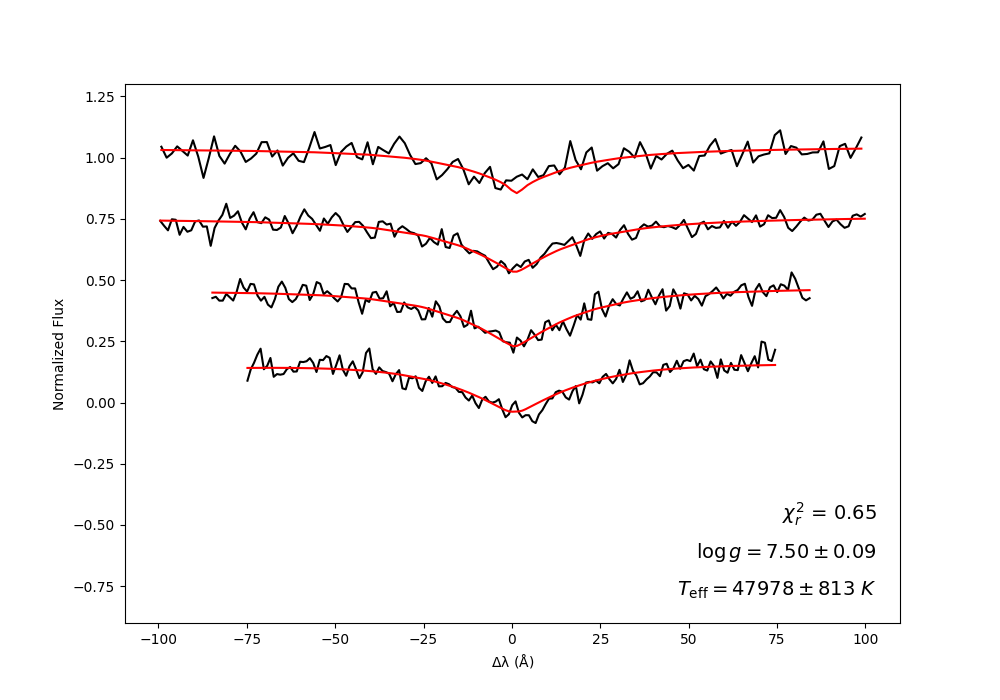 1.25
1.00
0.75
0.50
0.25
0.00
−0.25
−0.50
−0.75
Normalized Flux
χ²ᵣ = 0.65
log g = 7.50 ± 0.09
T_eff = 47978 ± 813 K
−100 −75 −50 −25 0 25 50 75 100
Δλ (Å)